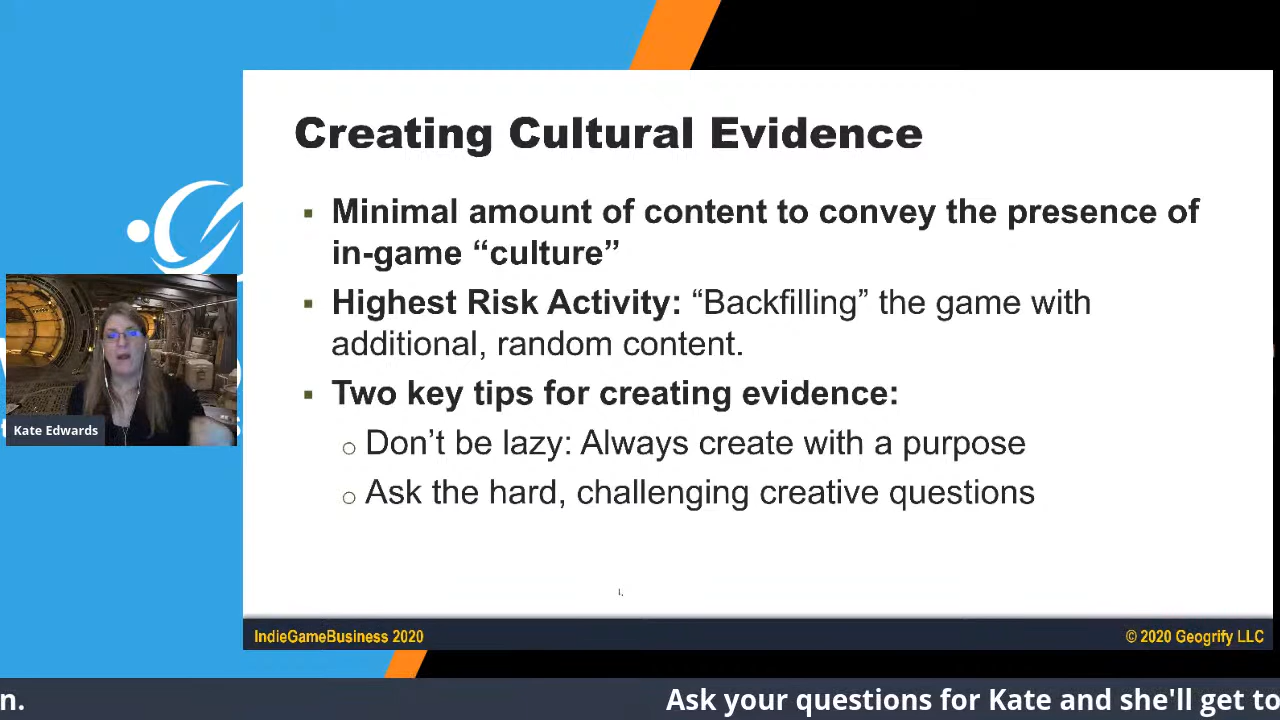 Creating Cultural Evidence
▪ Minimal amount of content to convey the presence of
in-game “culture”
▪ Highest Risk Activity: “Backfilling” the game with
additional, random content.
▪ Two key tips for creating evidence:
o Don’t be lazy: Always create with a purpose
o Ask the hard, challenging creative questions
Kate Edwards
IndieGameBusiness 2020
© 2020 Geogrify LLC
n.
Ask your questions for Kate and she'll get to